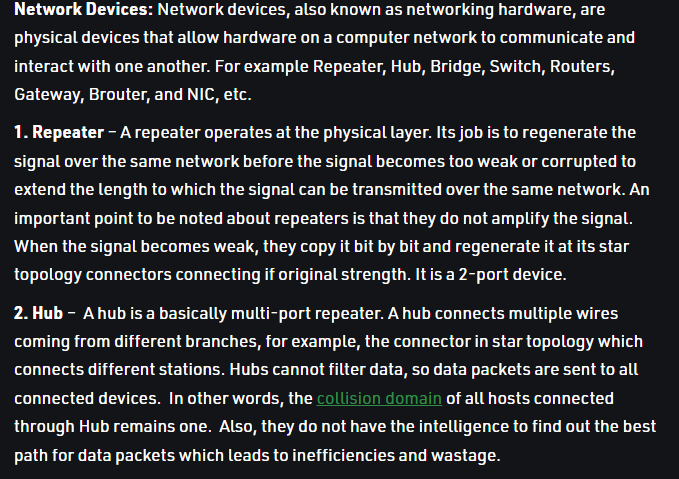 Network Devices: Network devices, also known as networking hardware, are
physical devices that allow hardware on a computer network to communicate and
interact with one another. For example Repeater, Hub, Bridge, Switch, Routers,
Gateway, Brouter, and NIC, etc.
1. Repeater – A repeater operates at the physical layer. Its job is to regenerate the
signal over the same network before the signal becomes too weak or corrupted to
extend the length to which the signal can be transmitted over the same network. An
important point to be noted about repeaters is that they do not amplify the signal.
When the signal becomes weak, they copy it bit by bit and regenerate it at its star
topology connectors connecting if original strength. It is a 2-port device.
2. Hub – A hub is a basically multi-port repeater. A hub connects multiple wires
coming from different branches, for example, the connector in star topology which
connects different stations. Hubs cannot filter data, so data packets are sent to all
connected devices. In other words, the collision domain of all hosts connected
through Hub remains one. Also, they do not have the intelligence to find out the best
path for data packets which leads to inefficiencies and wastage.